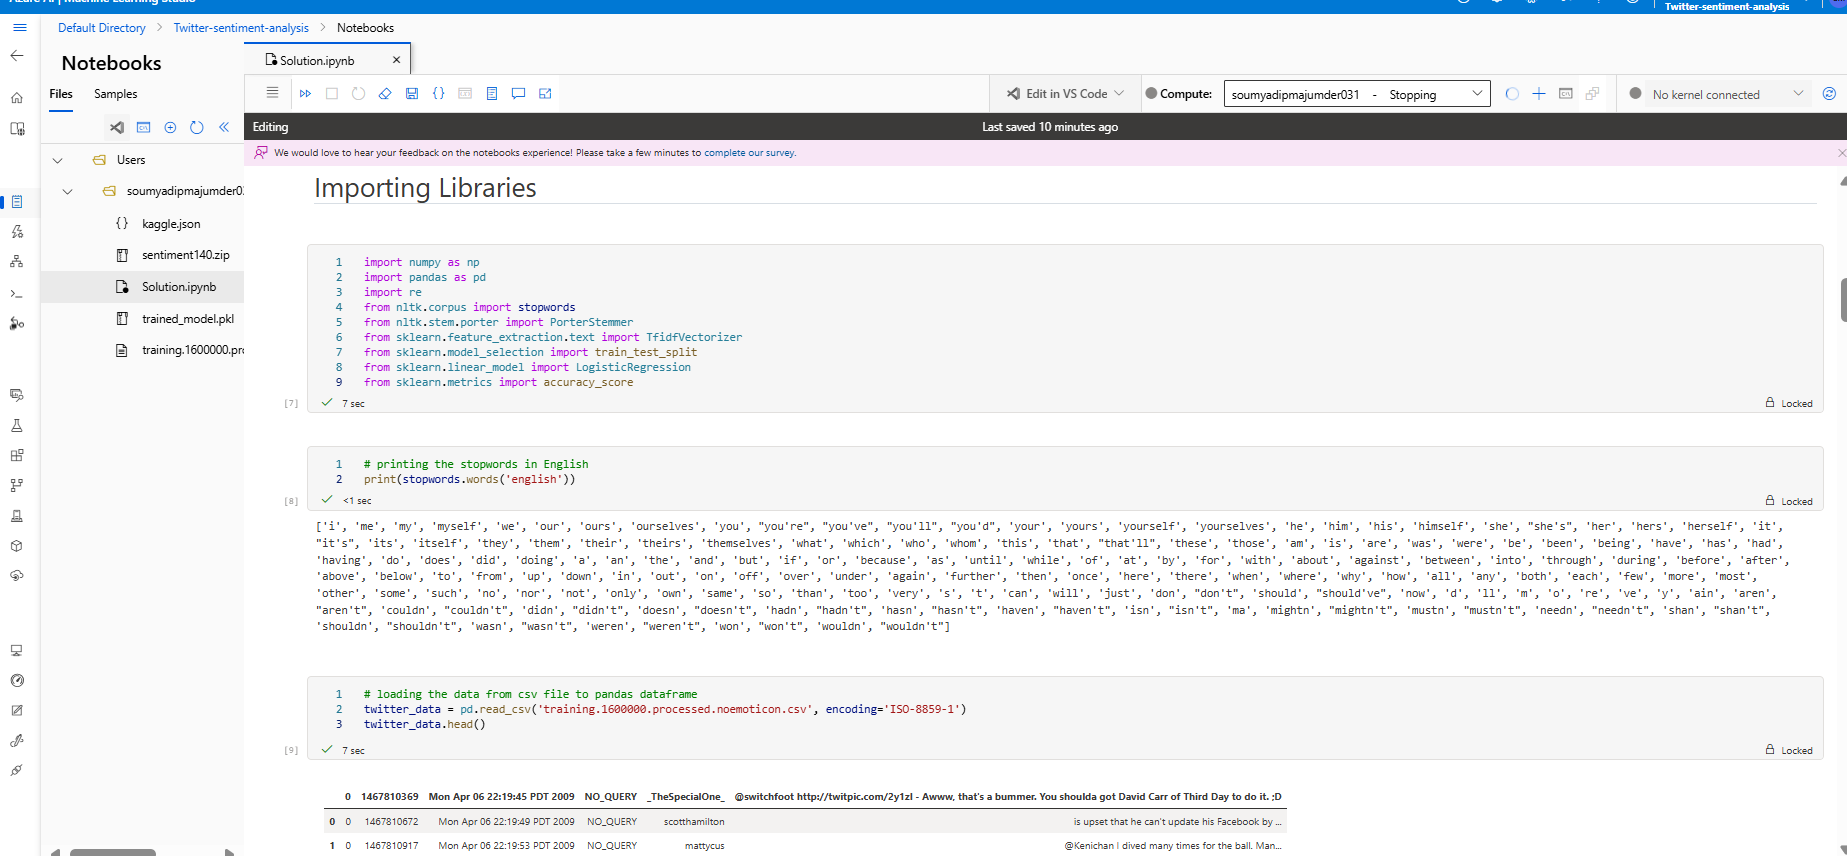 Azure AI | Machine Learning Studio
Twitter-sentiment-analysis
Default Directory > Twitter-sentiment-analysis > Notebooks
Notebooks
Files
Samples
Users
soumyadipmajumder03
kaggle.json
sentiment140.zip
Solution.ipynb
trained_model.pkl
training.1600000.pro
Solution.ipynb
Edit in VS Code
Compute:
soumyadipmajumder031 - Stopping
No kernel connected
Editing
Last saved 10 minutes ago
We would love to hear your feedback on the notebooks experience! Please take a few minutes to complete our survey.
Importing Libraries
1 import numpy as np
2 import pandas as pd
3 import re
4 from nltk.corpus import stopwords
5 from nltk.stem.porter import PorterStemmer
6 from sklearn.feature_extraction.text import TfidfVectorizer
7 from sklearn.model_selection import train_test_split
8 from sklearn.linear_model import LogisticRegression
9 from sklearn.metrics import accuracy_score
[7] 7 sec Locked
1 # printing the stopwords in English
2 print(stopwords.words('english'))
[8] <1 sec Locked
['i', 'me', 'my', 'myself', 'we', 'our', 'ours', 'ourselves', 'you', "you're", "you've", "you'll", "you'd", 'your', 'yours', 'yourself', 'yourselves', 'he', 'him', 'his', 'himself', 'she', "she's", 'her', 'hers', 'herself', 'it',
"it's", 'its', 'itself', 'they', 'them', 'their', 'theirs', 'themselves', 'what', 'which', 'who', 'whom', 'this', 'that', "that'll", 'these', 'those', 'am', 'is', 'are', 'was', 'were', 'be', 'been', 'being', 'have', 'has', 'had',
'having', 'do', 'does', 'did', 'doing', 'a', 'an', 'the', 'and', 'but', 'if', 'or', 'because', 'as', 'until', 'while', 'of', 'at', 'by', 'for', 'with', 'about', 'against', 'between', 'into', 'through', 'during', 'before', 'after',
'above', 'below', 'to', 'from', 'up', 'down', 'in', 'out', 'on', 'off', 'over', 'under', 'again', 'further', 'then', 'once', 'here', 'there', 'when', 'where', 'why', 'how', 'all', 'any', 'both', 'each', 'few', 'more', 'most',
'other', 'some', 'such', 'no', 'nor', 'not', 'only', 'own', 'same', 'so', 'than', 'too', 'very', 's', 't', 'can', 'will', 'just', 'don', "don't", 'should', "should've", 'now', 'd', 'll', 'm', 'o', 're', 've', 'y', 'ain', 'aren',
"aren't", 'couldn', "couldn't", 'didn', "didn't", 'doesn', "doesn't", 'hadn', "hadn't", 'hasn', "hasn't", 'haven', "haven't", 'isn', "isn't", 'ma', 'mightn', "mightn't", 'mustn', "mustn't", 'needn', "needn't", 'shan', "shan't",
'shouldn', "shouldn't", 'wasn', "wasn't", 'weren', "weren't", 'won', "won't", 'wouldn', "wouldn't"]
1 # loading the data from csv file to pandas dataframe
2 twitter_data = pd.read_csv('training.1600000.processed.noemoticon.csv', encoding='ISO-8859-1')
3 twitter_data.head()
[9] 7 sec Locked
0 1467810369 Mon Apr 06 22:19:45 PDT 2009 NO_QUERY _TheSpecialOne_ @switchfoot http://twitpic.com/2y1zl - Awww, that's a bummer. You shoulda got David Carr of Third Day to do it. ;D
0 0 1467810672 Mon Apr 06 22:19:49 PDT 2009 NO_QUERY scotthamilton is upset that he can't update his Facebook by ...
1 0 1467810917 Mon Apr 06 22:19:53 PDT 2009 NO_QUERY mattycus @Kenichan I dived many times for the ball. Man...